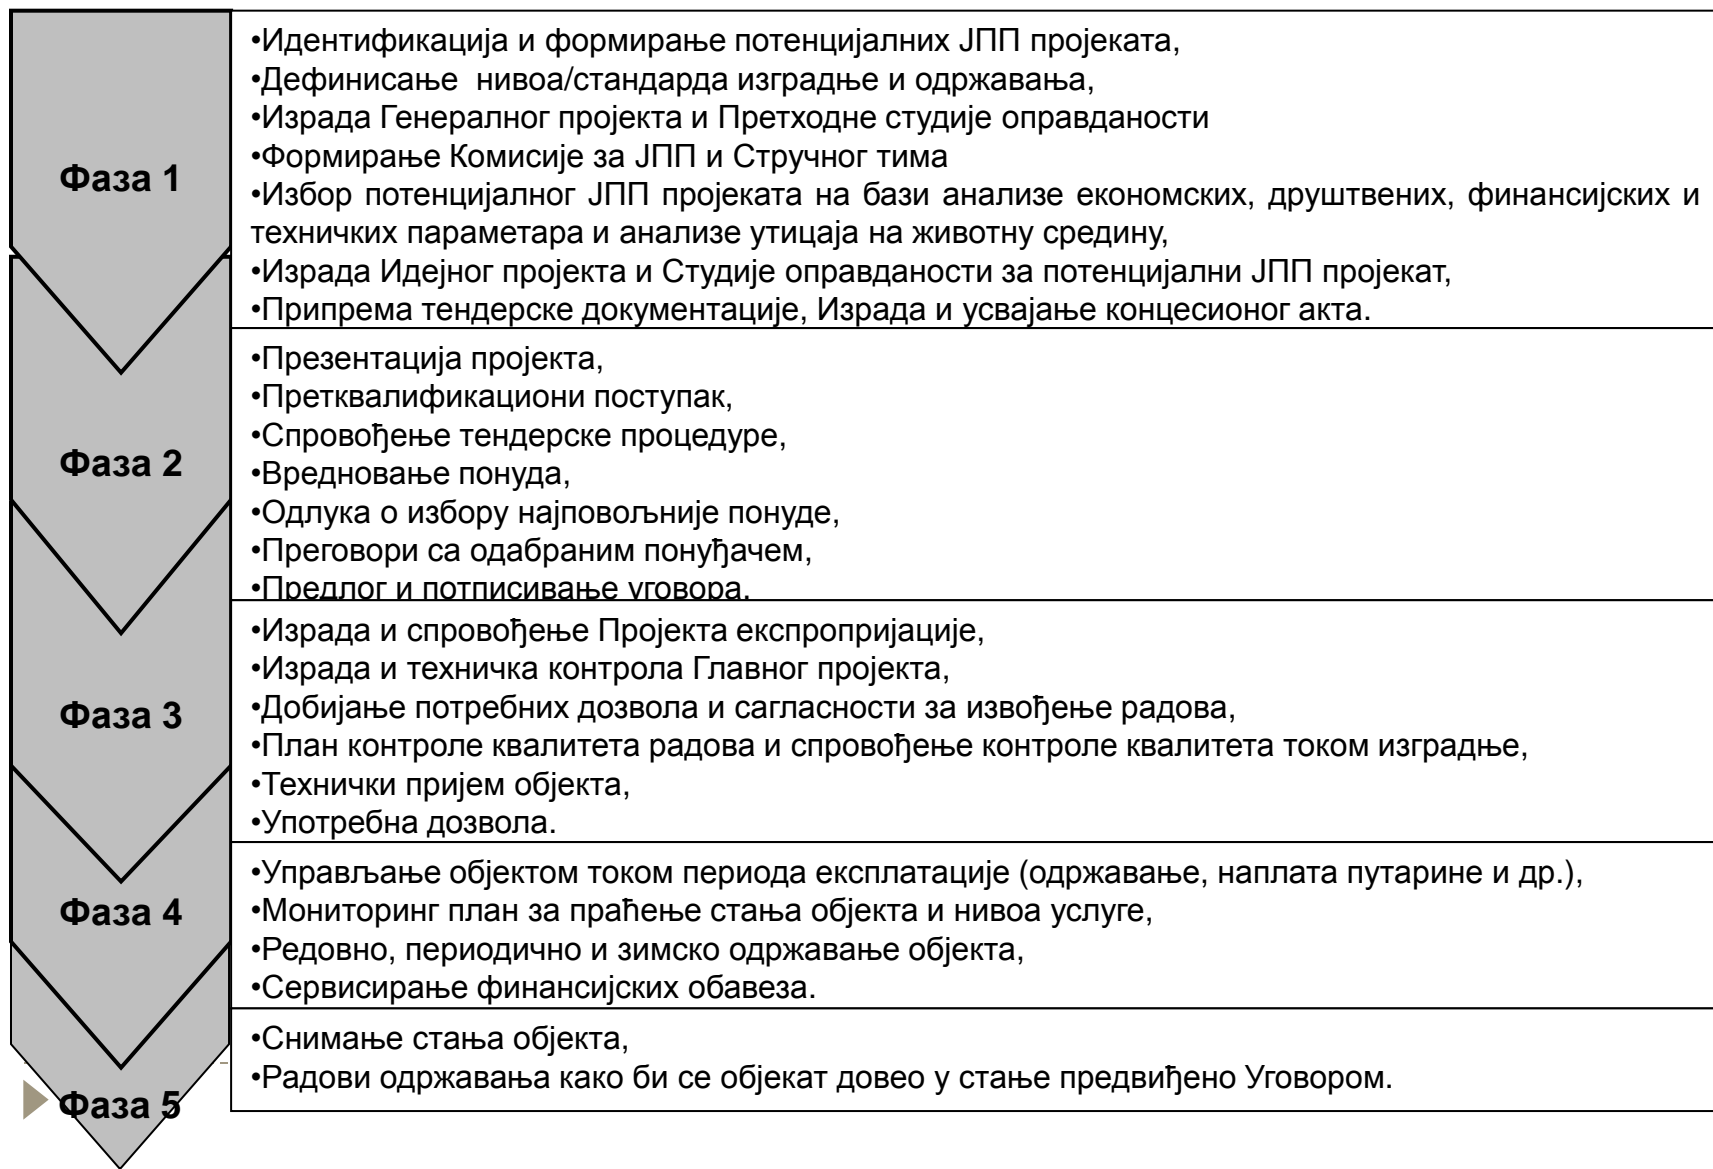 Фаза 1
•Идентификација и формирање потенцијалних ЈПП пројеката,
•Дефинисање нивоа/стандарда изградње и одржавања,
•Израда Генералног пројекта и Претходне студије оправданости
•Формирање Комисије за ЈПП и Стручног тима
•Избор потенцијалног ЈПП пројеката на бази анализе економских, друштвених, финансијских и
техничких параметара и анализе утицаја на животну средину,
•Израда Идејног пројекта и Студије оправданости за потенцијални ЈПП пројекат,
•Припрема тендерске документације, Израда и усвајање концесионог акта.
Фаза 2
•Презентација пројекта,
•Претквалификациони поступак,
•Спровођење тендерске процедуре,
•Вредновање понуда,
•Одлука о избору најповољније понуде,
•Преговори са одабраним понуђачем,
•Предлог и потписивање уговора.
Фаза 3
•Израда и спровођење Пројекта експропријације,
•Израда и техничка контрола Главног пројекта,
•Добијање потребних дозвола и сагласности за извођење радова,
•План контроле квалитета радова и спровођење контроле квалитета током изградње,
•Технички пријем објекта,
•Употребна дозвола.
Фаза 4
•Управљање објектом током периода експлатације (одржавање, наплата путарине и др.),
•Мониторинг план за праћење стања објекта и нивоа услуге,
•Редовно, периодично и зимско одржавање објекта,
•Сервисирање финансијских обавеза.
Фаза 5
•Снимање стања објекта,
•Радови одржавања како би се објекат довео у стање предвиђено Уговором.